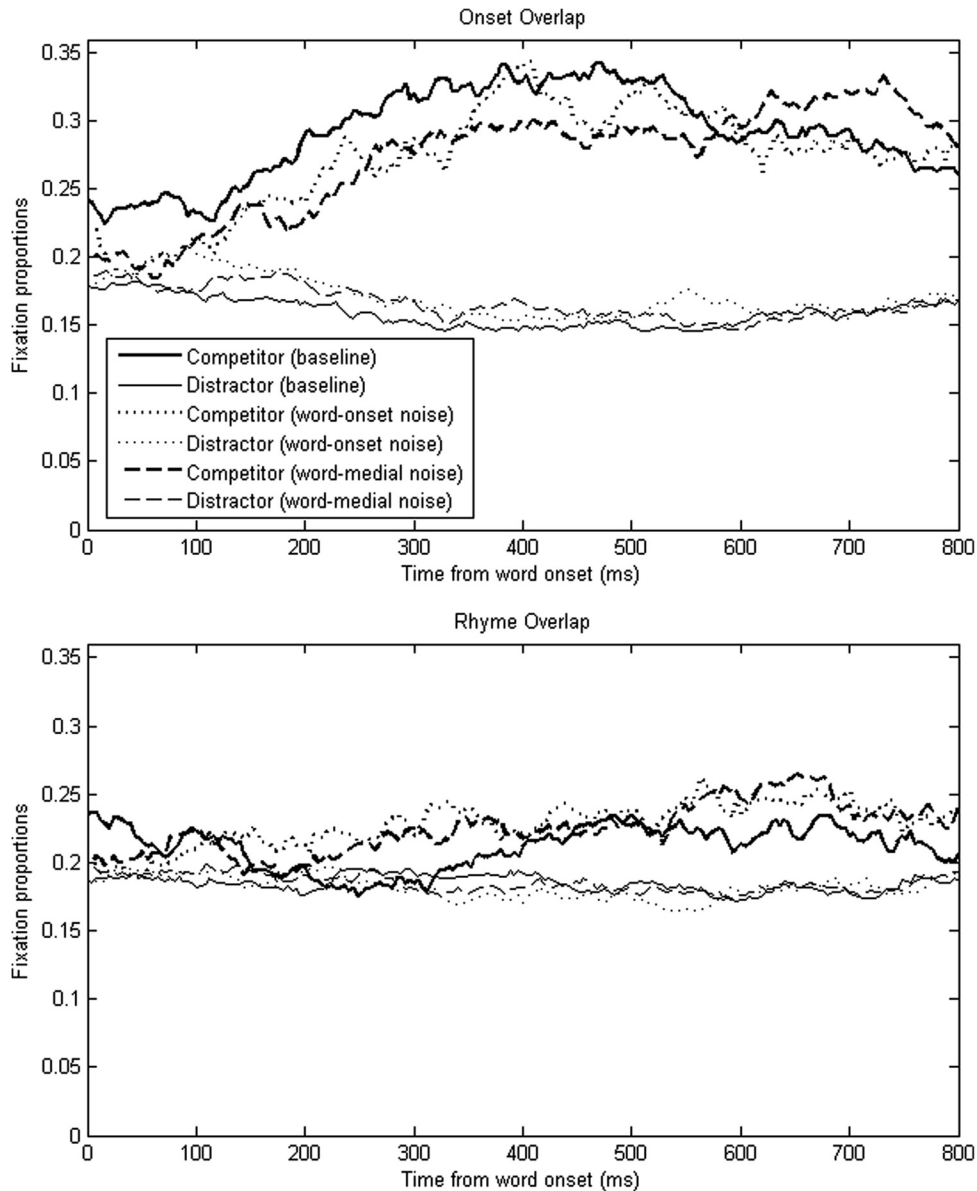 Onset Overlap
0.35
0.3
0.25
0.2
0.15
0.1
0.05
0
Fixation proportions
Competitor (baseline)
Distractor (baseline)
Competitor (word-onset noise)
Distractor (word-onset noise)
Competitor (word-medial noise)
Distractor (word-medial noise)
0 100 200 300 400 500 600 700 800
Time from word onset (ms)
Rhyme Overlap
0.35
0.3
0.25
0.2
0.15
0.1
0.05
0
Fixation proportions
0 100 200 300 400 500 600 700 800
Time from word onset (ms)